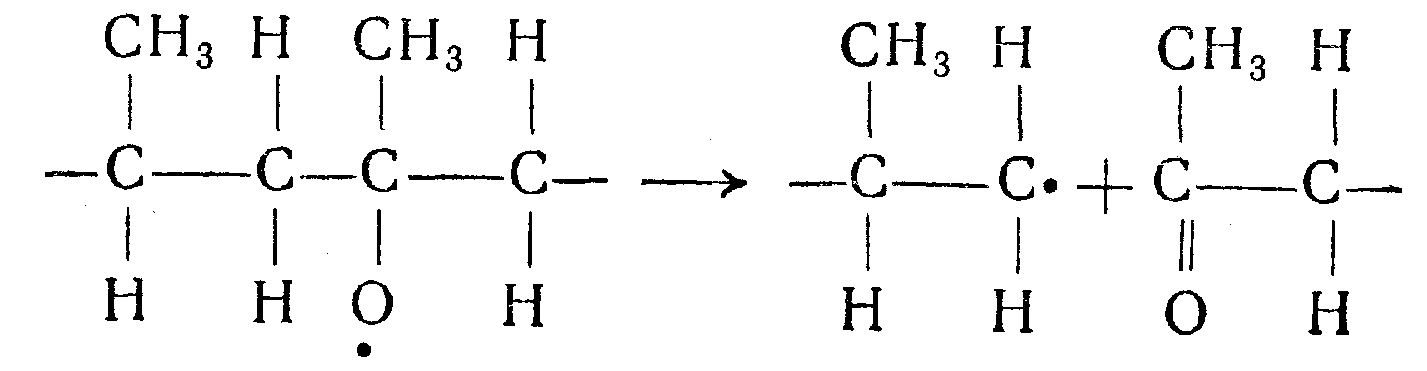 CH₃ H CH₃ H CH₃ H CH₃ H
—C—C—C—C— → —C—C• + C—C—
H H O H H H O H
•